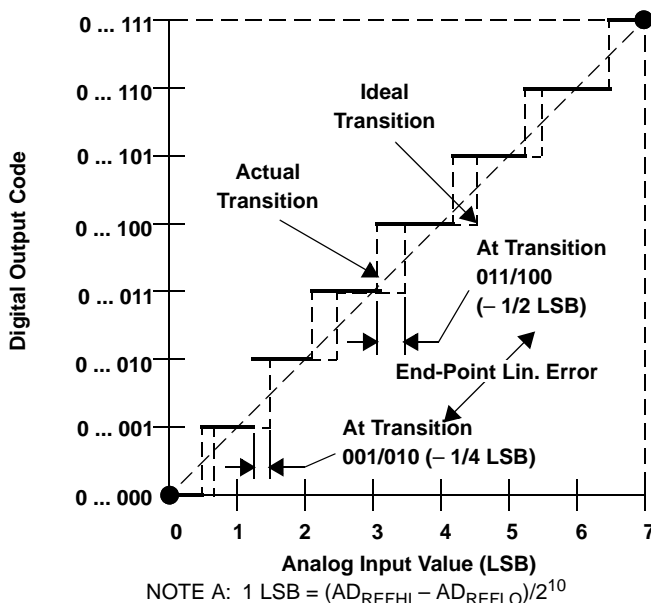 Digital Output Code
0 ... 111
0 ... 110
0 ... 101
0 ... 100
0 ... 011
0 ... 010
0 ... 001
0 ... 000
Ideal
Transition
Actual
Transition
At Transition
011/100
(– 1/2 LSB)
End-Point Lin. Error
At Transition
001/010 (– 1/4 LSB)
0 1 2 3 4 5 6 7
Analog Input Value (LSB)
NOTE A: 1 LSB = (AD_REFHI – AD_REFLO)/2^10